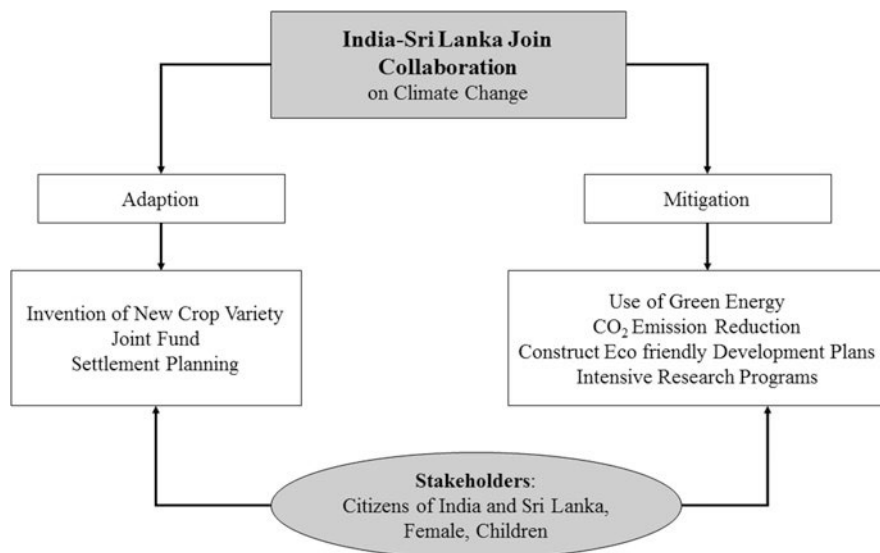 India-Sri Lanka Join
Collaboration
on Climate Change
Adaption
Mitigation
Invention of New Crop Variety
Joint Fund
Settlement Planning
Use of Green Energy
CO₂ Emission Reduction
Construct Eco friendly Development Plans
Intensive Research Programs
Stakeholders:
Citizens of India and Sri Lanka,
Female, Children